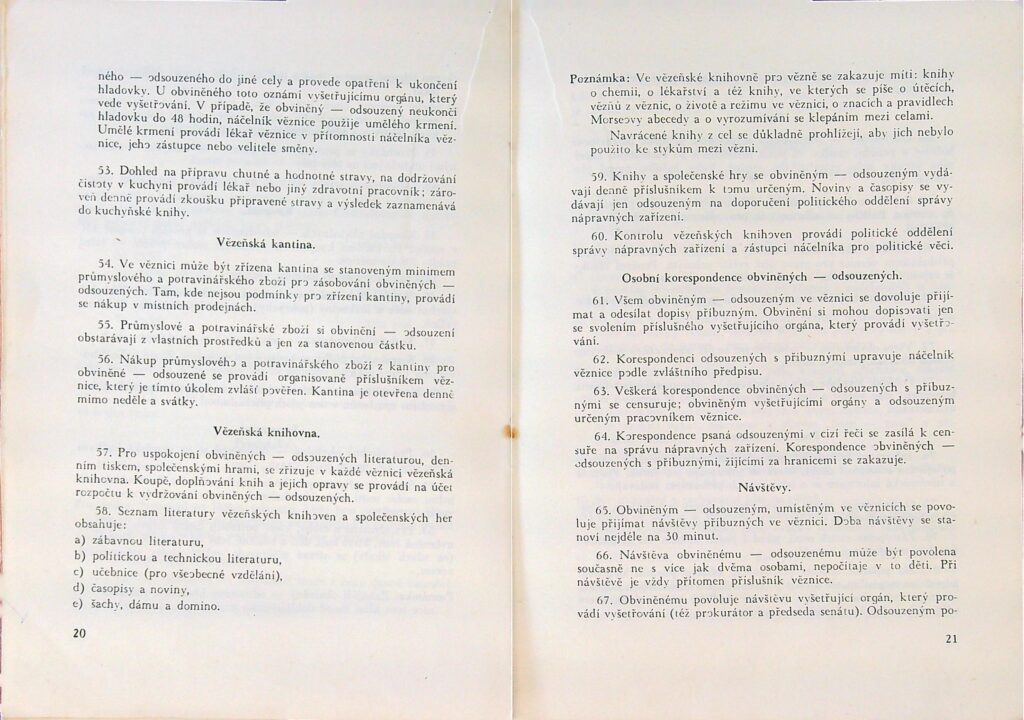 ného — odsouzeného do jiné cely a provede opatření k ukončení
hladovky. U obviněného toto oznámí vyšetřujícímu orgánu, který
vede vyšetřování. V případě, že obviněný — odsouzený neukončí
hladovku do 48 hodin, náčelník věznice použije umělého krmení.
Umělé krmení provádí lékař věznice v přítomnosti náčelníka věz-
nice, jeho zástupce nebo velitele směny.
53. Dohled na přípravu chutné a hodnotné stravy, na dodržování
čistoty v kuchyni provádí lékař nebo jiný zdravotní pracovník; záro-
veň denně provádí zkoušku připravené stravy a výsledek zaznamenává
do kuchyňské knihy.
Vězeňská kantina.
54. Ve věznici může být zřízena kantina se stanoveným minimem
průmyslového a potravinářského zboží pro zásobování obviněných —
odsouzených. Tam, kde nejsou podmínky pro zřízení kantiny, provádí
se nákup v místních prodejnách.
55. Průmyslové a potravinářské zboží si obvinění — odsouzení
obstarávají z vlastních prostředků a jen za stanovenou částku.
56. Nákup průmyslového a potravinářského zboží z kantiny pro
obviněné — odsouzené se provádí organisovaně příslušníkem věz-
nice, který je tímto úkolem zvláší pověřen. Kantina je otevřena denně
mimo neděle a svátky.
Vězeňská knihovna.
57. Pro uspokojení obviněných — odsouzených literaturou, den-
ním tiskem, společenskými hrami, se zřizuje v každé věznici vězeňská
knihovna. Koupě, doplňování knih a jejich opravy se provádí na účet
rozpočtu k vydržování obviněných — odsouzených.
58. Seznam literatury vězeňských knihoven a společenských her
obsahuje:
a) zábavnou literaturu,
b) politickou a technickou literaturu,
c) učebnice (pro všeobecné vzdělání),
d) časopisy a noviny,
e) šachy, dámu a domino.
20
Poznámka: Ve vězeňské knihovně pro vězně se zakazuje míti: knihy
o chemii, o lékařství a též knihy, ve kterých se píše o útěcích,
vězňů z věznic, o životě a režimu ve věznici, o znacích a pravidlech
Morseovy abecedy a o vyrozumívání se klepáním mezi celami.
Navrácené knihy z cel se důkladně prohlížejí, aby jich nebylo
použito ke stykům mezi vězni.
59. Knihy a společenské hry se obviněným — odsouzeným vydá-
vají denně příslušníkem k tomu určeným. Noviny a časopisy se vy-
dávají jen odsouzeným na doporučení politického oddělení správy
nápravných zařízení.
60. Kontrolu vězeňských knihoven provádí politické oddělení
správy nápravných zařízení a zástupci náčelníka pro politické věci.
Osobní korespondence obviněných — odsouzených.
61. Všem obviněným — odsouzeným ve věznici se dovoluje přijí-
mat a odesílat dopisy příbuzným. Obvinění si mohou dopisovati jen
se svolením příslušného vyšetřujícího orgána, který provádí vyšetřo-
vání.
62. Korespondenci odsouzených s příbuznými upravuje náčelník
věznice podle zvláštního předpisu.
63. Veškerá korespondence obviněných — odsouzených s příbuz-
nými se censuruje; obviněným vyšetřujícími orgány a odsouzeným
určeným pracovníkem věznice.
64. Korespondence psaná odsouzenými v cizí řeči se zasílá k cen-
suře na správu nápravných zařízení. Korespondence obviněných —
odsouzených s příbuznými, žijícími za hranicemi se zakazuje.
Návštěvy.
65. Obviněným — odsouzeným, umístěným ve věznicích se povo-
luje přijímat návštěvy příbuzných ve věznici. Doba návštěvy se sta-
noví nejdéle na 30 minut.
66. Návštěva obviněnému — odsouzenému může být povolena
současně ne s více jak dvěma osobami, nepočítaje v to děti. Při
návštěvě je vždy přítomen příslušník věznice.
67. Obviněnému povoluje návštěvu vyšetřující orgán, který pro-
vádí vyšetřování (též prokurátor a předseda senátu). Odsouzeným po-
21